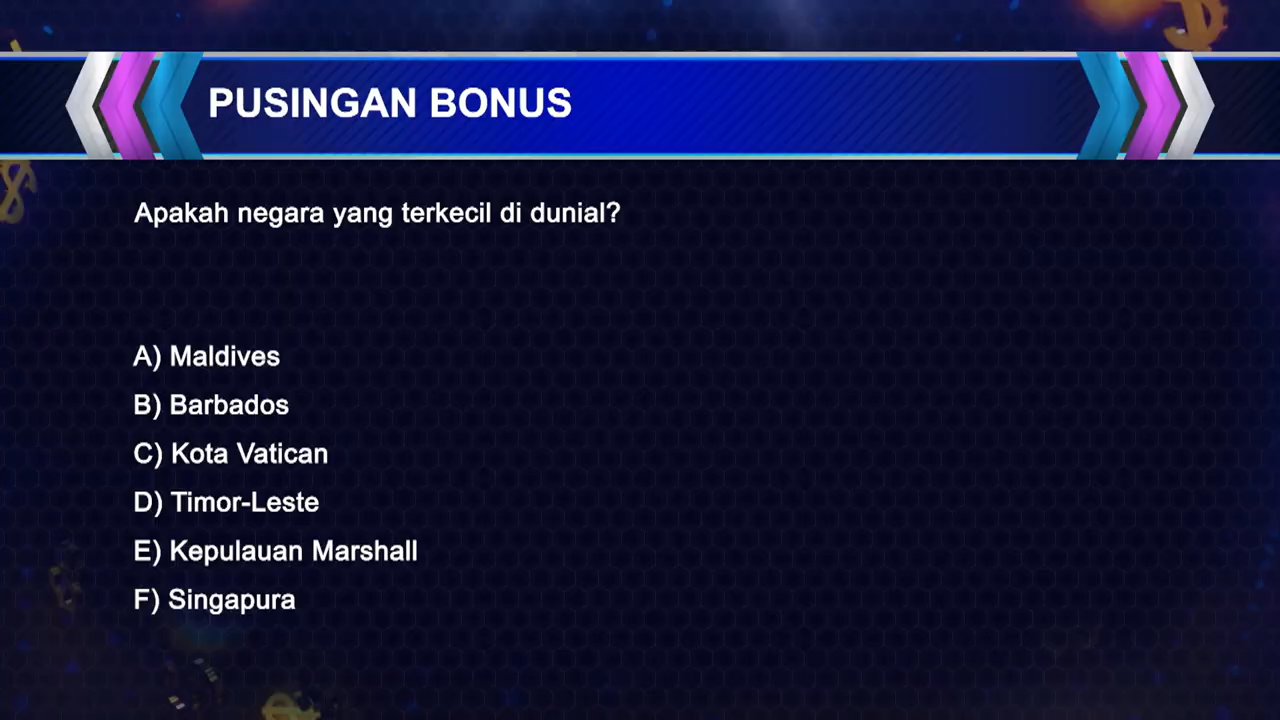 PUSINGAN BONUS
Apakah negara yang terkecil di dunial?
A) Maldives
B) Barbados
C) Kota Vatican
D) Timor-Leste
E) Kepulauan Marshall
F) Singapura